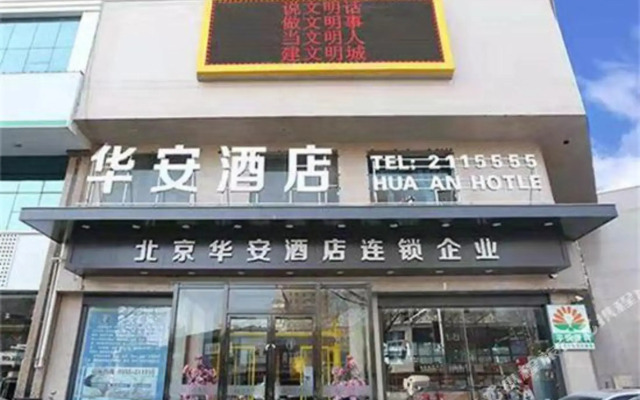 说文明话
做文明事
当文明人
建文明城
华安酒店
TEL: 2115555
HUA AN HOTLE
北京华安酒店连锁企业